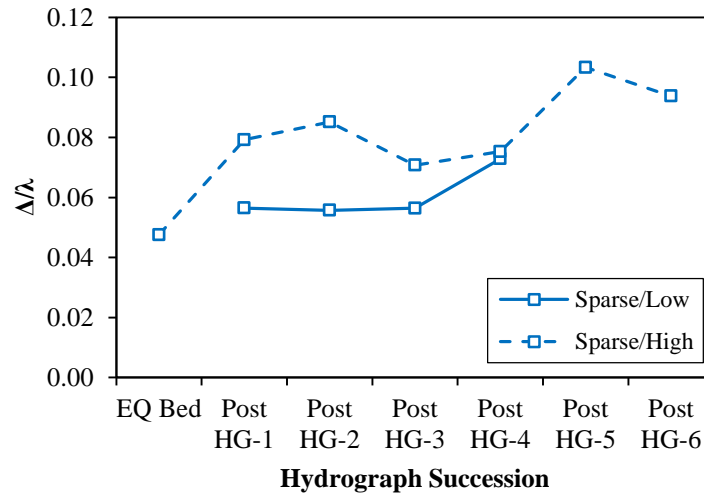 0.12
0.10
0.08
0.06
0.04
0.02
0.00
Δ/λ
Sparse/Low
Sparse/High
EQ Bed Post Post Post Post Post Post
HG-1 HG-2 HG-3 HG-4 HG-5 HG-6
Hydrograph Succession